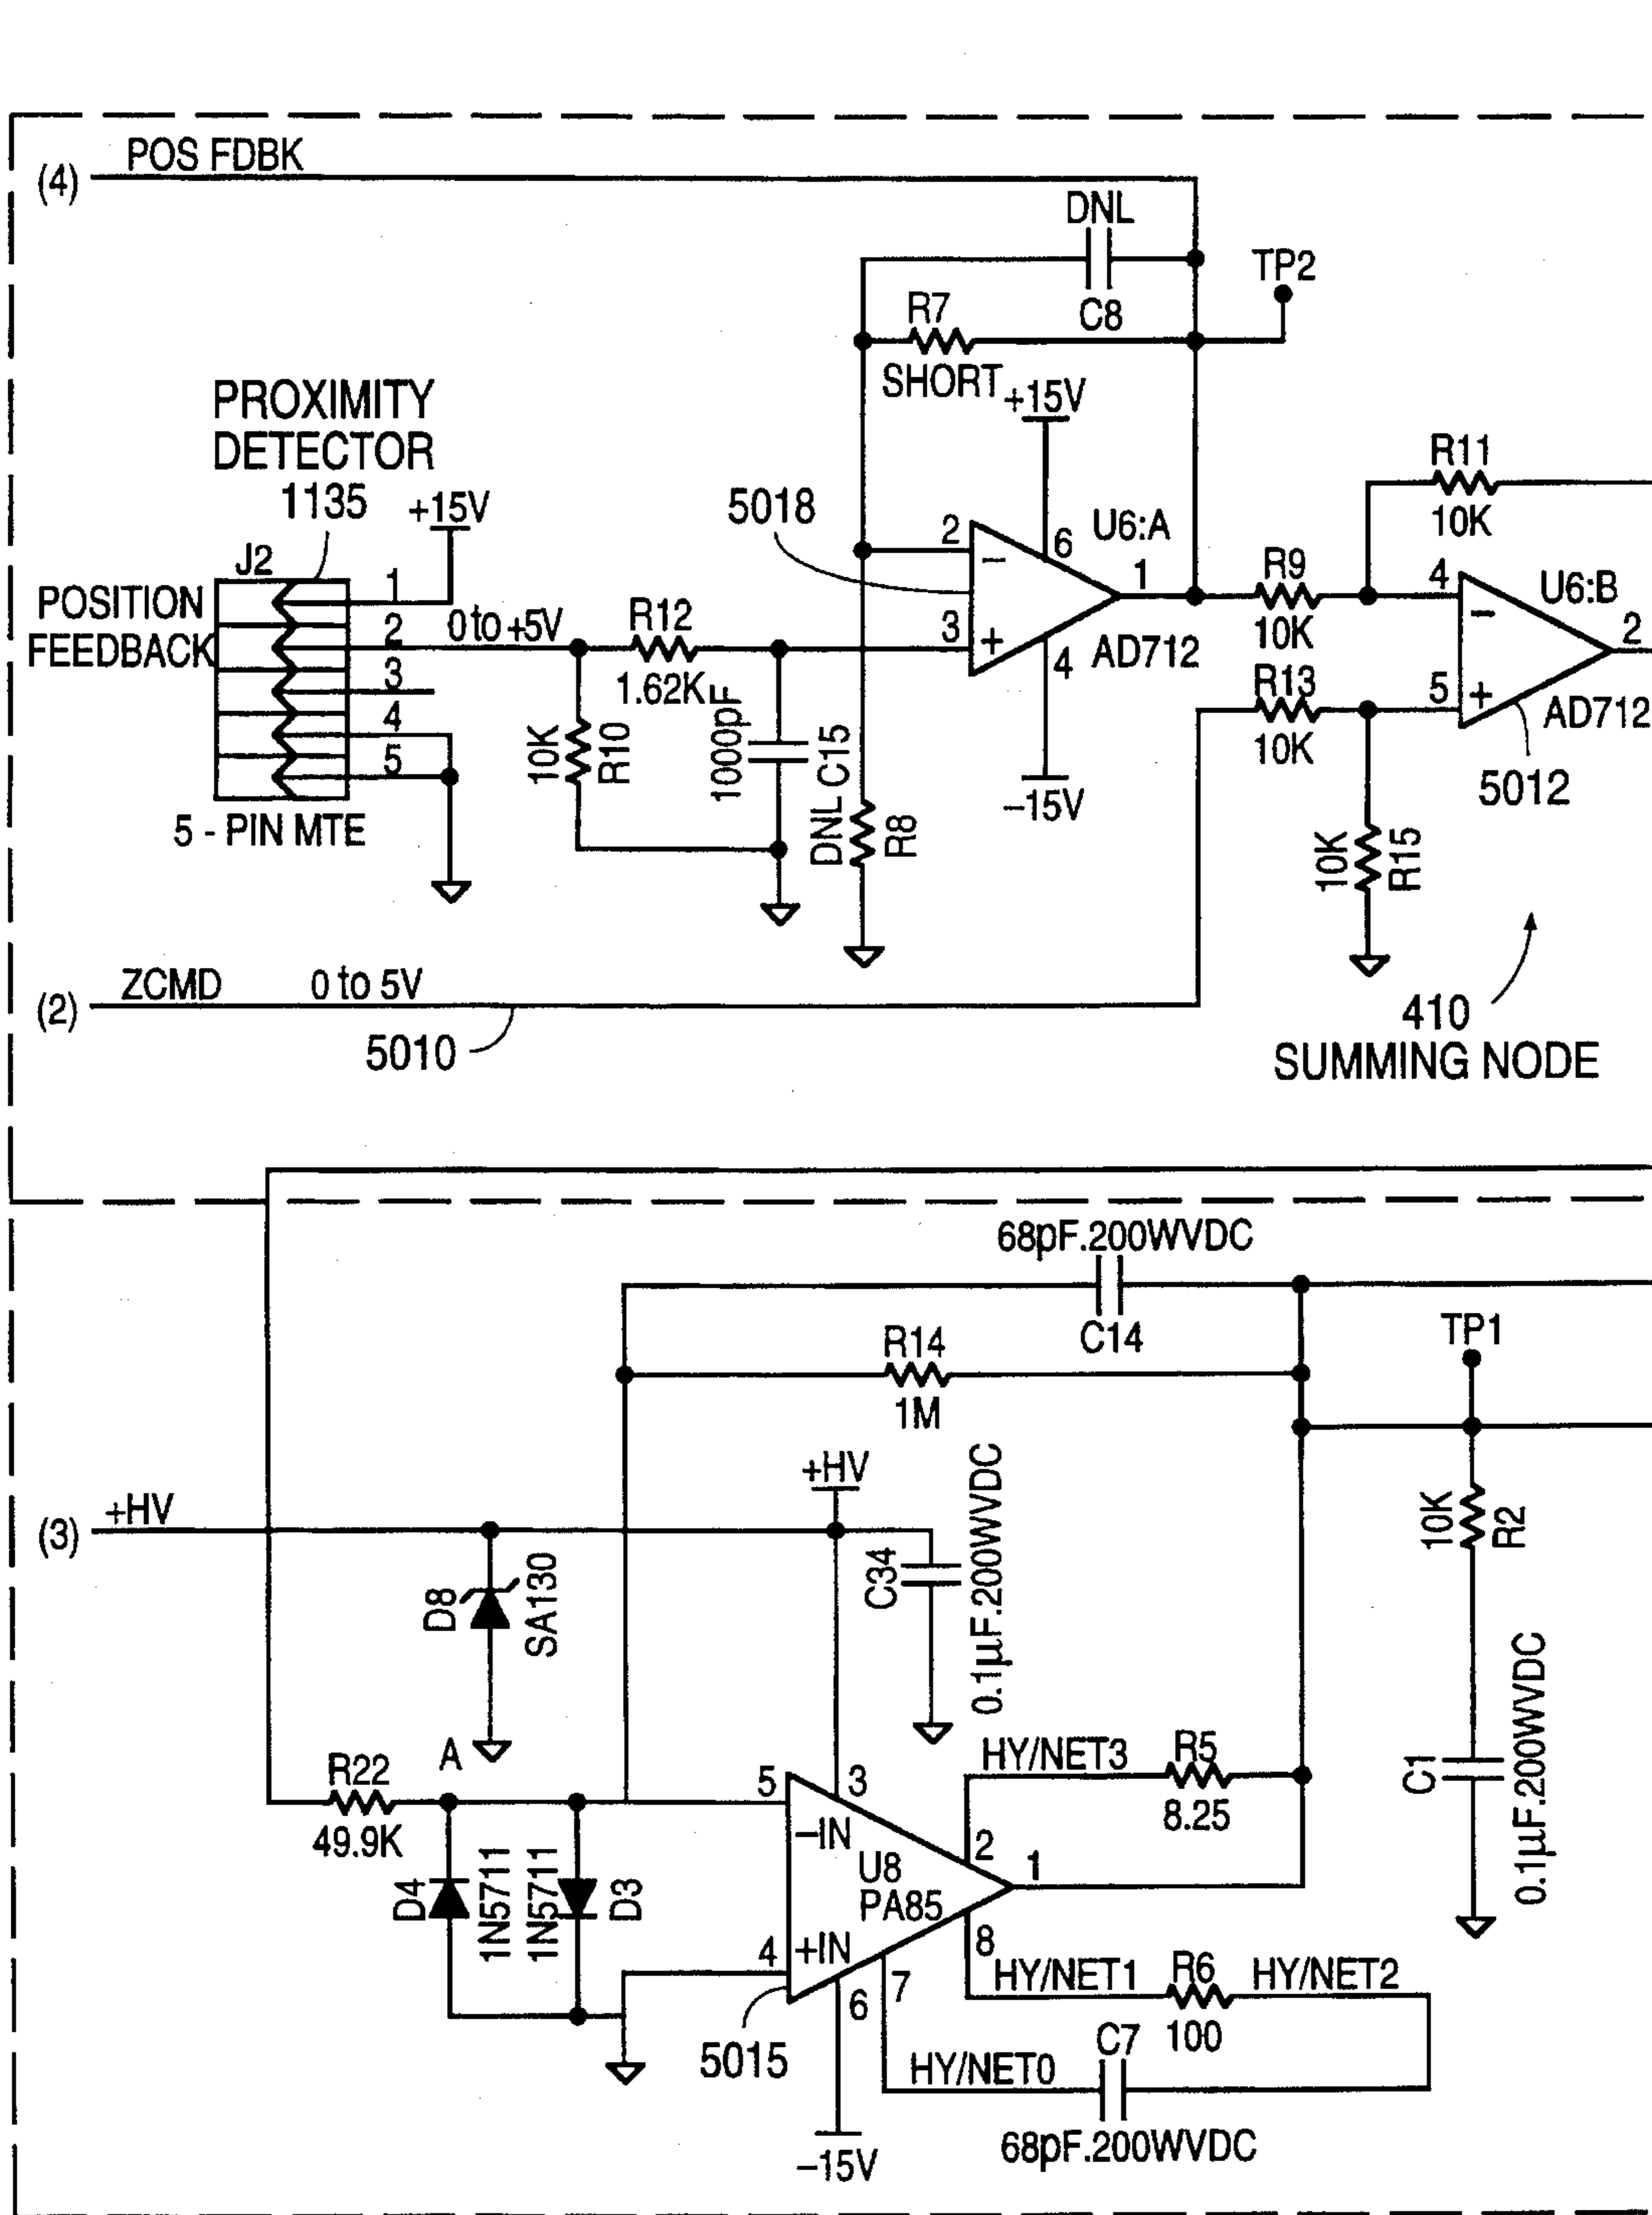 POS FDBK
(4)
DNL
C8
TP2
R7
SHORT
+15V
PROXIMITY
DETECTOR
1135
+15V
J2
POSITION
FEEDBACK
1
2
3
4
5
0 to +5V
5 - PIN MTE
R12
1.62K
10K
R10
1000pF
C15
DNL
R8
5018
2
−
3
+
6
U6:A
1
4
AD712
−15V
R11
10K
R9
10K
R13
10K
4
−
5
+
U6:B
2
AD712
5012
10K
R15
410
SUMMING NODE
ZCMD
0 to 5V
(2)
5010
68pF.200WVDC
C14
R14
1M
TP1
10K
R2
C1
0.1µF.200WVDC
+HV
(3)
+HV
C34
0.1µF.200WVDC
D8
SA130
A
R22
49.9K
D4
1N5711
1N5711
D3
5
−IN
3
U8
PA85
4
+IN
6
7
8
2
1
HY/NET3
R5
8.25
HY/NET1
R6
100
HY/NET2
HY/NET0
C7
68pF.200WVDC
5015
−15V